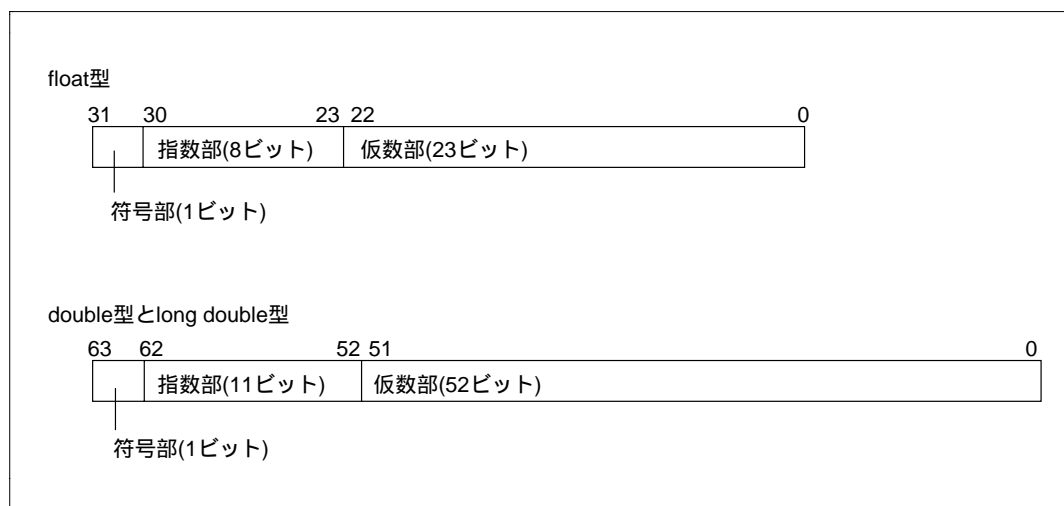 float型
31 30 23 22 0
指数部(8ビット) 仮数部(23ビット)
符号部(1ビット)
double型とlong double型
63 62 52 51 0
指数部(11ビット) 仮数部(52ビット)
符号部(1ビット)